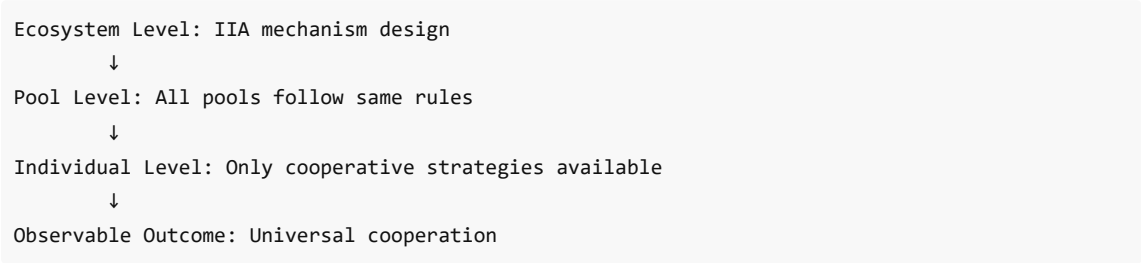 Ecosystem Level: IIA mechanism design
↓
Pool Level: All pools follow same rules
↓
Individual Level: Only cooperative strategies available
↓
Observable Outcome: Universal cooperation